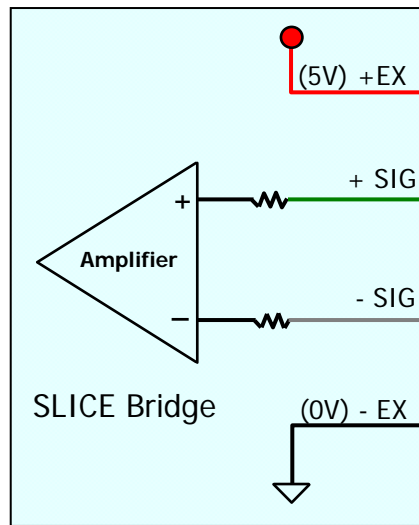 (5V) +EX
+ SIG
+
Amplifier
−
- SIG
SLICE Bridge
(0V) - EX